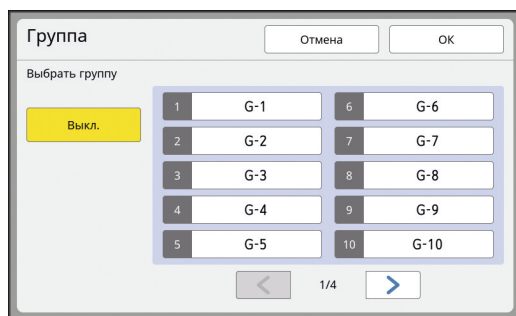 Группа
Отмена
ОК
Выбрать группу
Выкл.
1 G-1
6 G-6
2 G-2
7 G-7
3 G-3
8 G-8
4 G-4
9 G-9
5 G-5
10 G-10
1/4